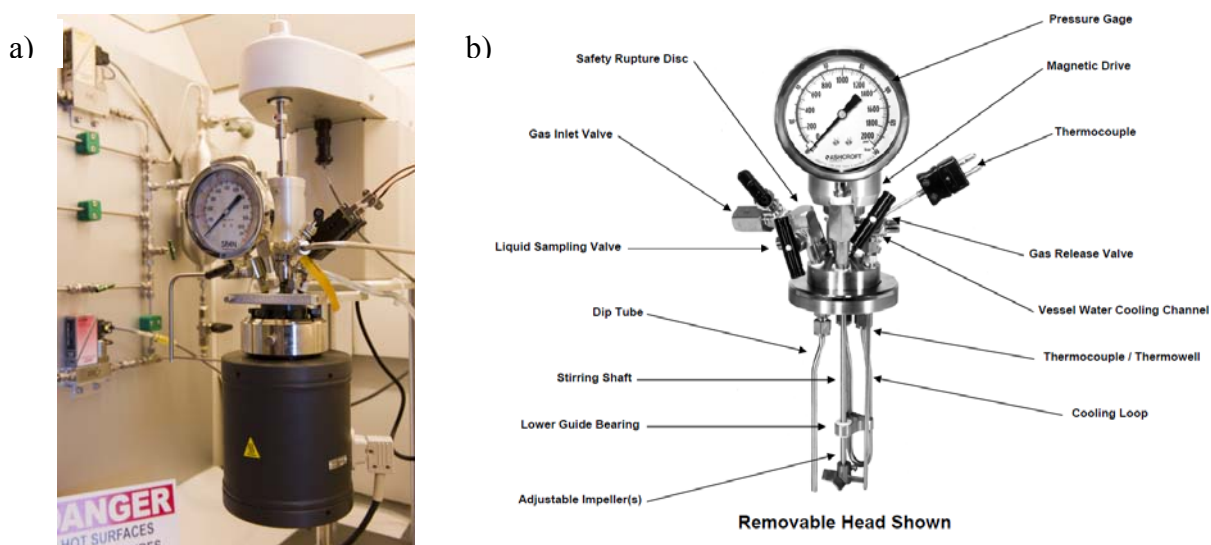 a)
b)
Pressure Gage
Safety Rupture Disc
Magnetic Drive
Gas Inlet Valve
Thermocouple
ASHCROFT
Liquid Sampling Valve
Gas Release Valve
Dip Tube
Vessel Water Cooling Channel
Thermocouple / Thermowell
Stirring Shaft
Cooling Loop
Lower Guide Bearing
Adjustable Impeller(s)
Removable Head Shown
DANGER
HOT SURFACES